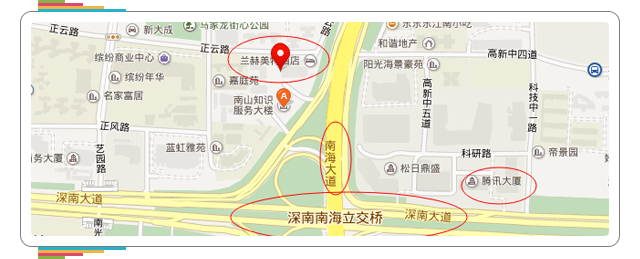 正云路
新大成
马家龙街心公园
东东东江南小吃
正云路
和谐地产
高新中四道
缤纷商业中心
兰赫美特酒店
阳光海景豪苑
缤纷年华
嘉庭苑
名家富居
南山知识
服务大楼
A
高新中五道
科技中一路
正风路
艺园路
蓝虹雅苑
南海大道
科研路
帝景园
务大厦
松日鼎盛
腾讯大厦
深南大道
深南南海立交桥
深南大道
南光